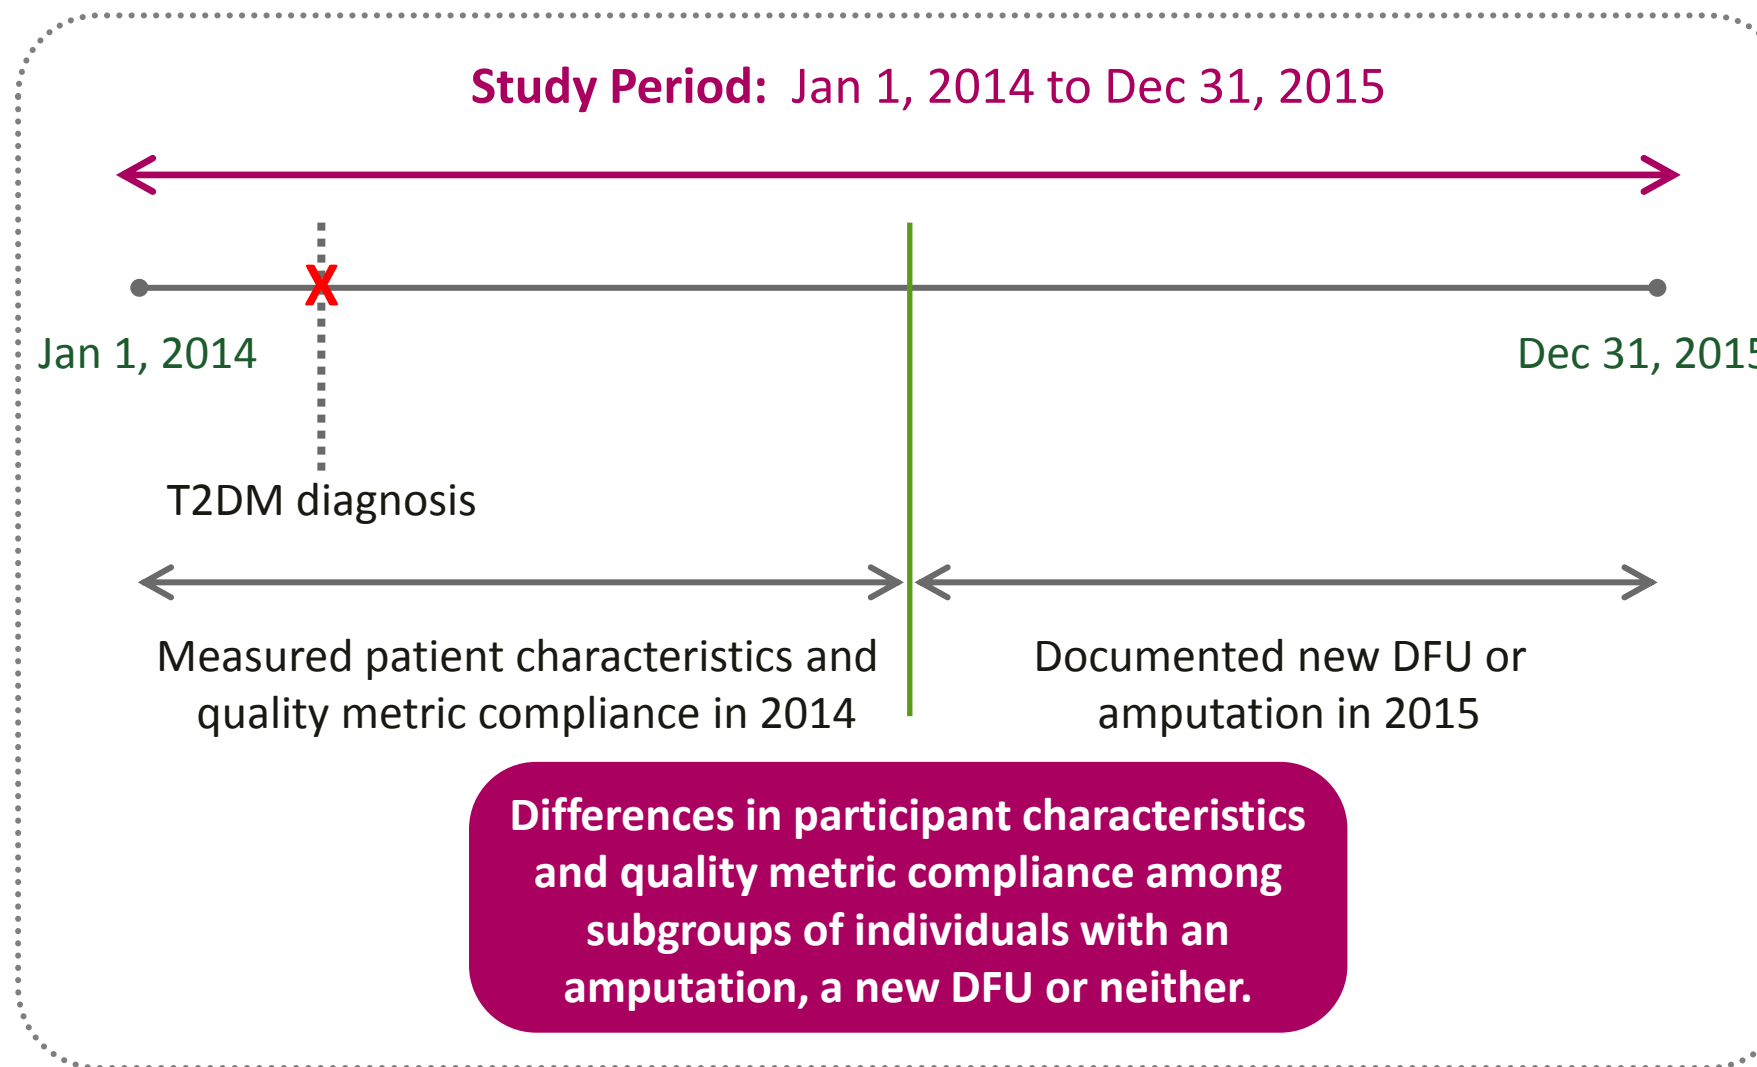 Study Period: Jan 1, 2014 to Dec 31, 2015
X
Jan 1, 2014
Dec 31, 2015
T2DM diagnosis
Measured patient characteristics and
quality metric compliance in 2014
Documented new DFU or
amputation in 2015
Differences in participant characteristics
and quality metric compliance among
subgroups of individuals with an
amputation, a new DFU or neither.